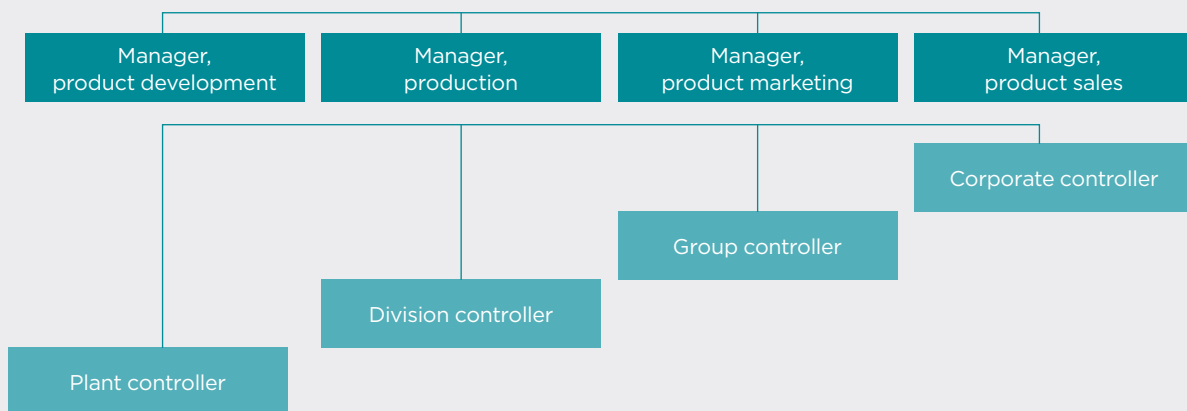 Manager,
product development
Manager,
production
Manager,
product marketing
Manager,
product sales
Corporate controller
Group controller
Division controller
Plant controller